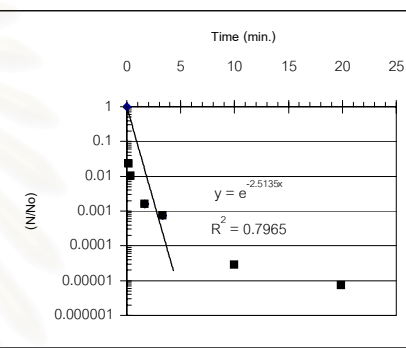 Time (min.)
0 5 10 15 20 25
1
0.1
0.01
0.001
0.0001
0.00001
0.000001
(N/No)
y = e^-2.5135x
R^2 = 0.7965